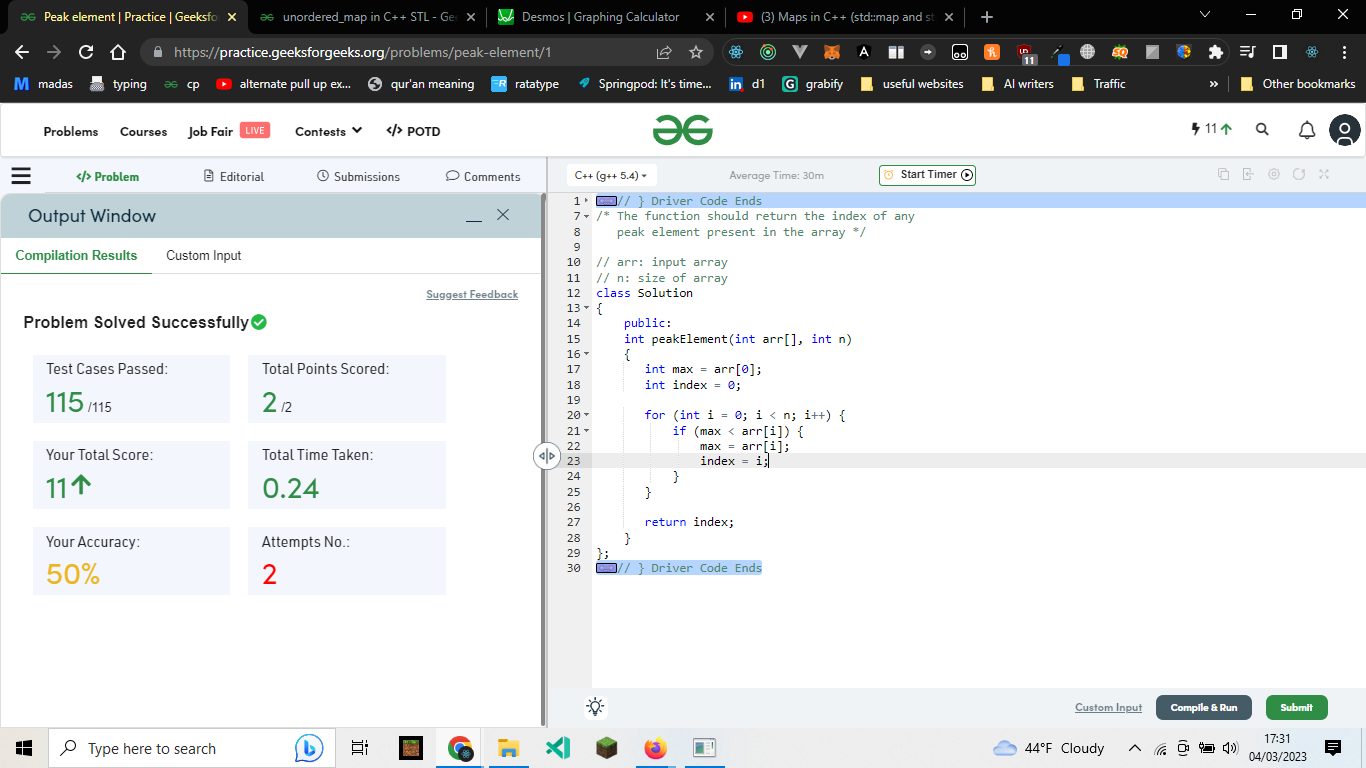 Peak element | Practice | Geeksfo
unordered_map in C++ STL - Ge
Desmos | Graphing Calculator
(3) Maps in C++ (std::map and st
https://practice.geeksforgeeks.org/problems/peak-element/1
11
madas
typing
cp
alternate pull up ex...
qur'an meaning
ratatype
Springpod: It's time...
d1
grabify
useful websites
AI writers
Traffic
»
Other bookmarks
Problems
Courses
Job Fair LIVE
Contests
</> POTD
11
</> Problem
Editorial
Submissions
Comments
C++ (g++ 5.4)
Average Time: 30m
Start Timer
Output Window
Compilation Results
Custom Input
Suggest Feedback
Problem Solved Successfully
Test Cases Passed:
115 /115
Total Points Scored:
2 /2
Your Total Score:
11
Total Time Taken:
0.24
Your Accuracy:
50%
Attempts No.:
2
1 // } Driver Code Ends
7 /* The function should return the index of any
8 peak element present in the array */
9
10 // arr: input array
11 // n: size of array
12 class Solution
13 {
14 public:
15 int peakElement(int arr[], int n)
16 {
17 int max = arr[0];
18 int index = 0;
19
20 for (int i = 0; i < n; i++) {
21 if (max < arr[i]) {
22 max = arr[i];
23 index = i;
24 }
25 }
26
27 return index;
28 }
29 };
30 // } Driver Code Ends
Custom Input
Compile & Run
Submit
Type here to search
44°F Cloudy
17:31
04/03/2023